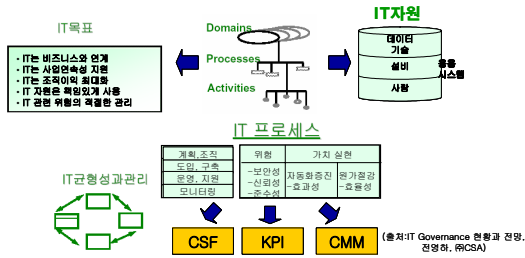 IT목표
· IT는 비즈니스와 연계
· IT는 사업연속성 지원
· IT는 조직이익 최대화
· IT 자원은 책임있게 사용
· IT 관련 위험의 적절한 관리
Domains
Processes
Activities
IT자원
데이터
기술
설비
사람
응용
시스템
IT 프로세스
계획,조직
도입, 구축
운영, 지원
모니터링
위험
-보안성
-신뢰성
-준수성
가치 실현
자동화증진
-효과성
원가절감
-효율성
IT균형성과관리
CSF
KPI
CMM
(출처:IT Governance 현황과 전망,
전영하, ㈜CSA)